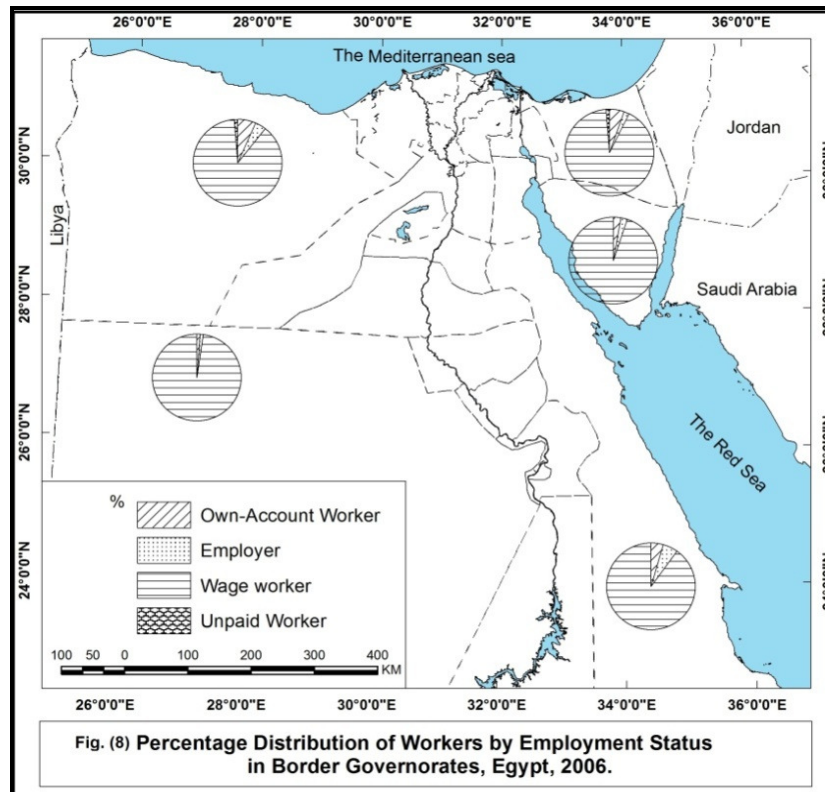 26°0'0"E 28°0'0"E 30°0'0"E 32°0'0"E 34°0'0"E 36°0'0"E
The Mediterranean sea
Jordan
30°0'0"N
Libya
Saudi Arabia
28°0'0"N
26°0'0"N
The Red Sea
24°0'0"N
%
Own-Account Worker
Employer
Wage worker
Unpaid Worker
100 50 0 100 200 300 400
KM
26°0'0"E 28°0'0"E 30°0'0"E 32°0'0"E 34°0'0"E 36°0'0"E
Fig. (8) Percentage Distribution of Workers by Employment Status
in Border Governorates, Egypt, 2006.